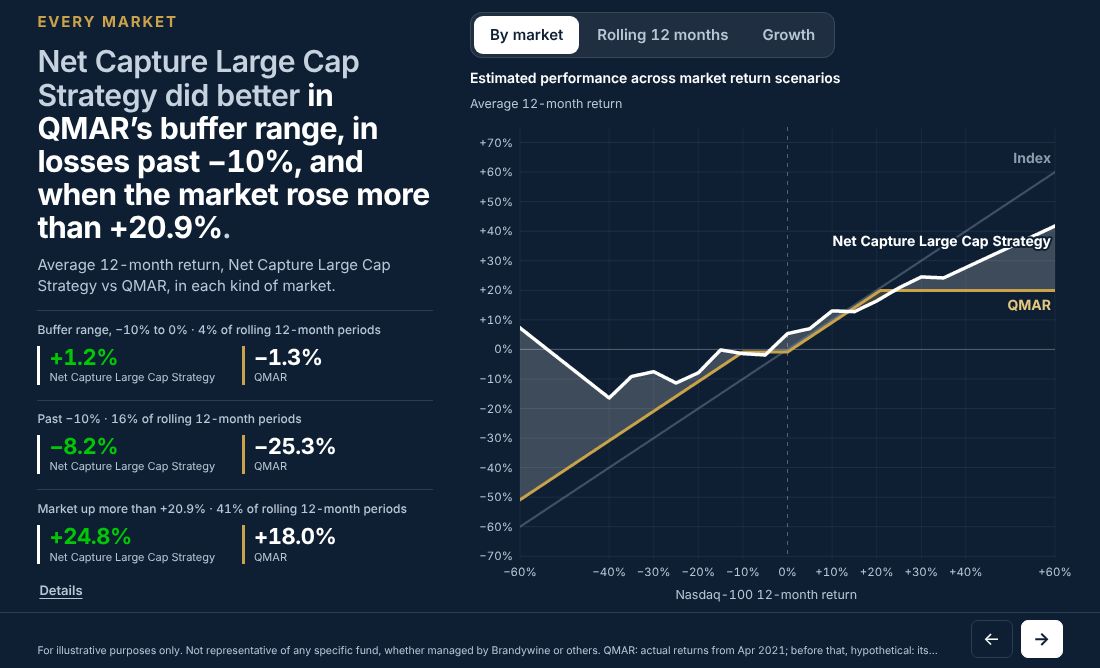 EVERY MARKET
Net Capture Large Cap
Strategy did better in
QMAR’s buffer range, in
losses past −10%, and
when the market rose more
than +20.9%.
Average 12-month return, Net Capture Large Cap
Strategy vs QMAR, in each kind of market.
Buffer range, −10% to 0% · 4% of rolling 12-month periods
+1.2%
Net Capture Large Cap Strategy
−1.3%
QMAR
Past −10% · 16% of rolling 12-month periods
−8.2%
Net Capture Large Cap Strategy
−25.3%
QMAR
Market up more than +20.9% · 41% of rolling 12-month periods
+24.8%
Net Capture Large Cap Strategy
+18.0%
QMAR
Details
By market
Rolling 12 months
Growth
Estimated performance across market return scenarios
Average 12-month return
+70%
+60%
+50%
+40%
+30%
+20%
+10%
0%
−10%
−20%
−30%
−40%
−50%
−60%
−70%
Index
Net Capture Large Cap Strategy
QMAR
−60%
−40%
−30%
−20%
−10%
0%
+10%
+20%
+30%
+40%
+60%
Nasdaq-100 12-month return
For illustrative purposes only. Not representative of any specific fund, whether managed by Brandywine or others. QMAR: actual returns from Apr 2021; before that, hypothetical: its…